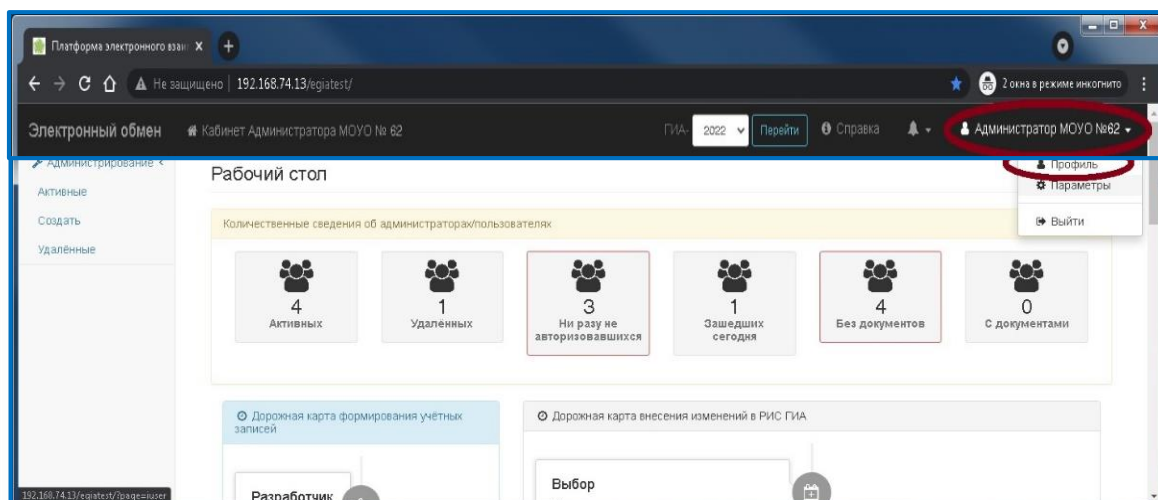 Платформа электронного взаи
Не защищено | 192.168.74.13/egiatest/
2 окна в режиме инкогнито
Электронный обмен
Кабинет Администратора МОУО № 62
ГИА-
2022
Перейти
Справка
Администратор МОУО №62
Администрирование
Активные
Создать
Удалённые
Профиль
Параметры
Выйти
Рабочий стол
Количественные сведения об администраторах/пользователях
4
Активных
1
Удалённых
3
Ни разу не
авторизовавшихся
1
Зашедших
сегодня
4
Без документов
0
С документами
Дорожная карта формирования учётных
записей
Дорожная карта внесения изменений в РИС ГИА
Разработчик
Выбор
192.168.74.13/egiatest/?page=iuser